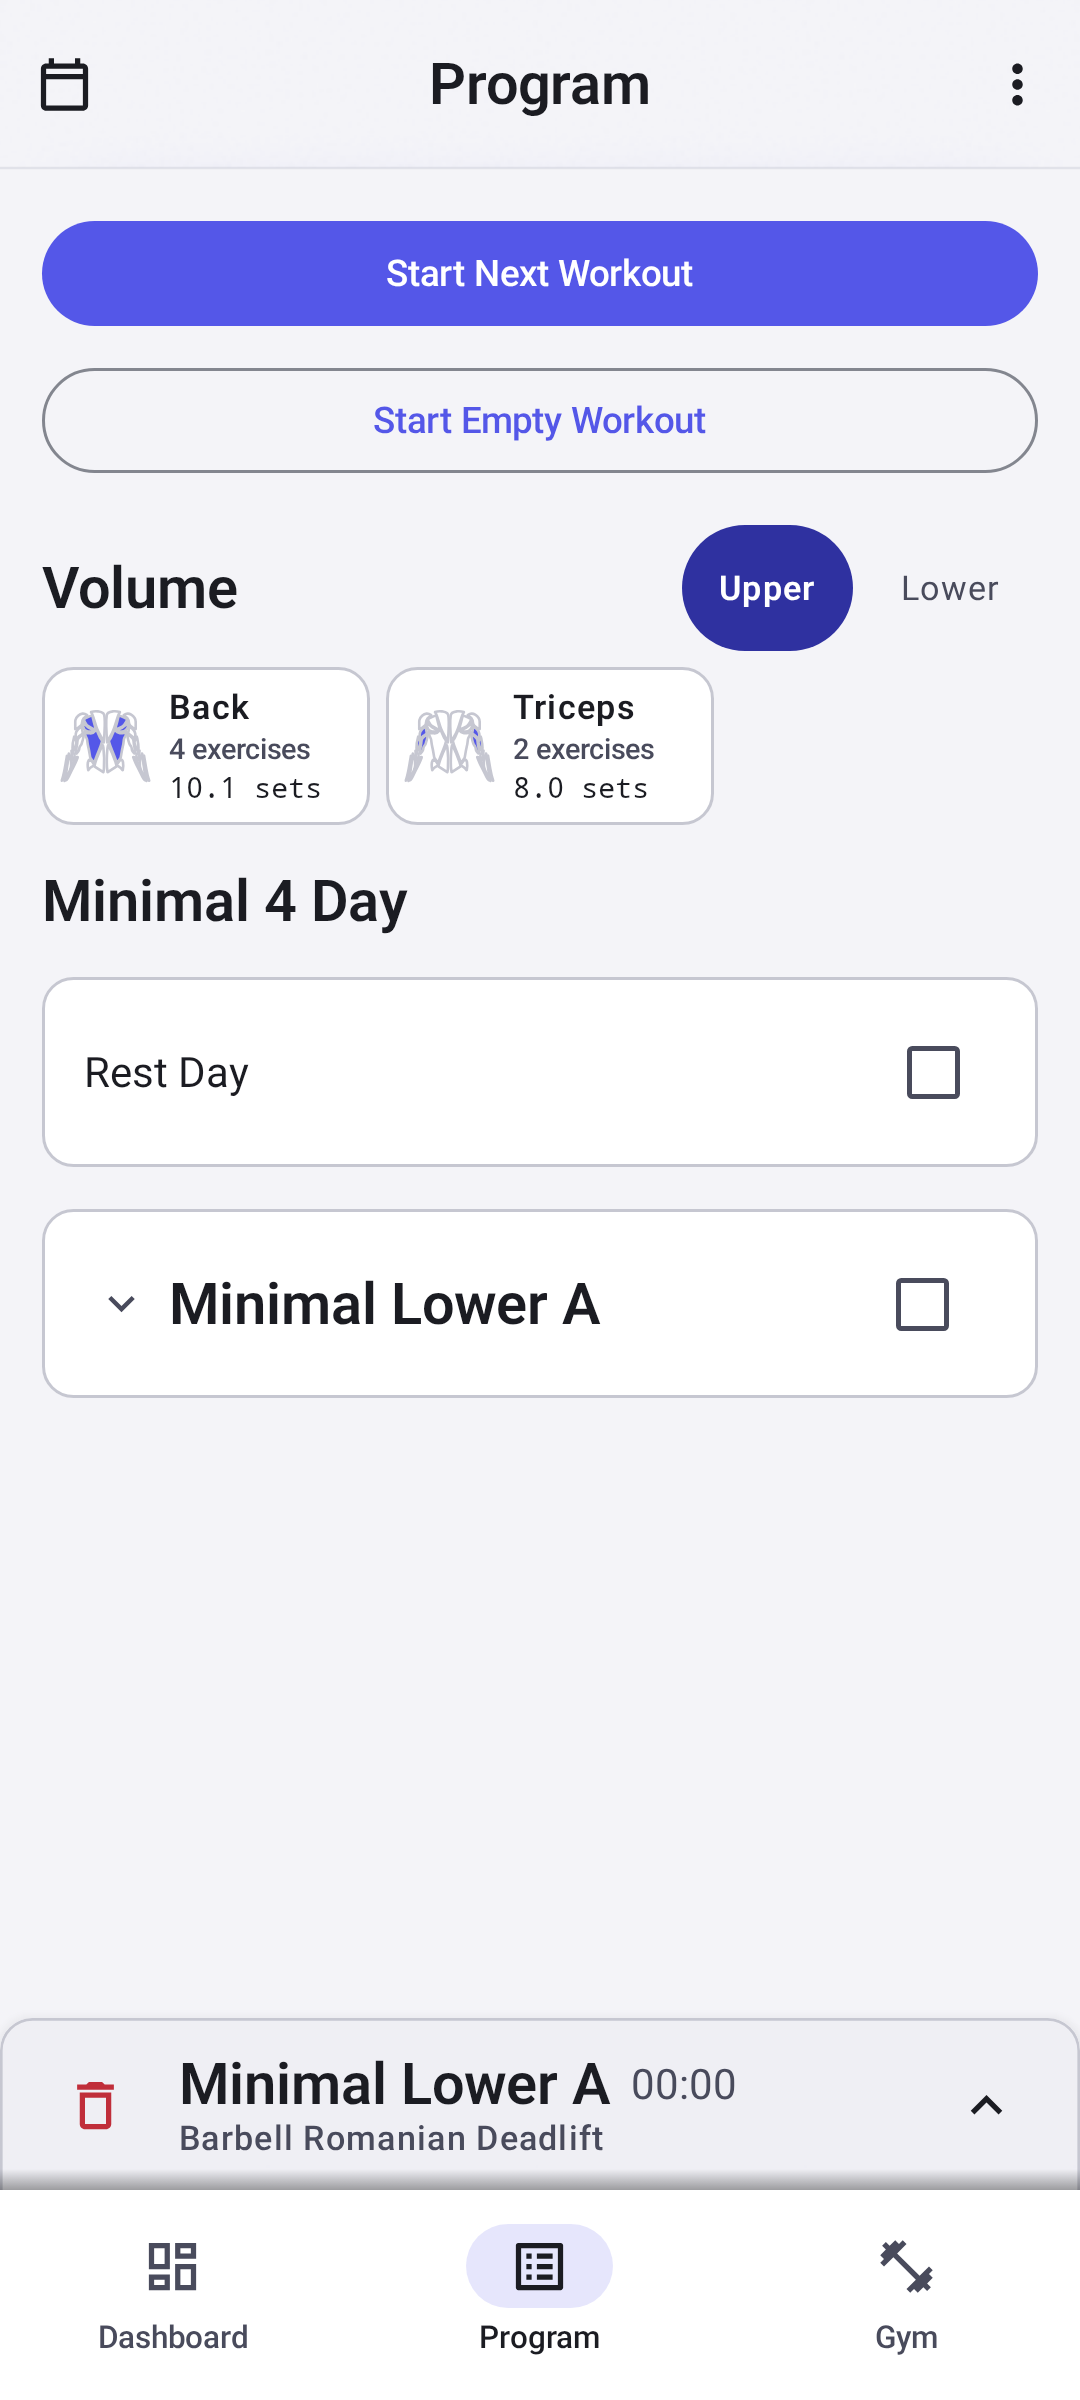 Program
Start Next Workout
Start Empty Workout
Volume
Upper
Lower
Back
4 exercises
10.1 sets
Triceps
2 exercises
8.0 sets
Minimal 4 Day
Rest Day
Minimal Lower A
Minimal Lower A 00:00
Barbell Romanian Deadlift
Dashboard
Program
Gym